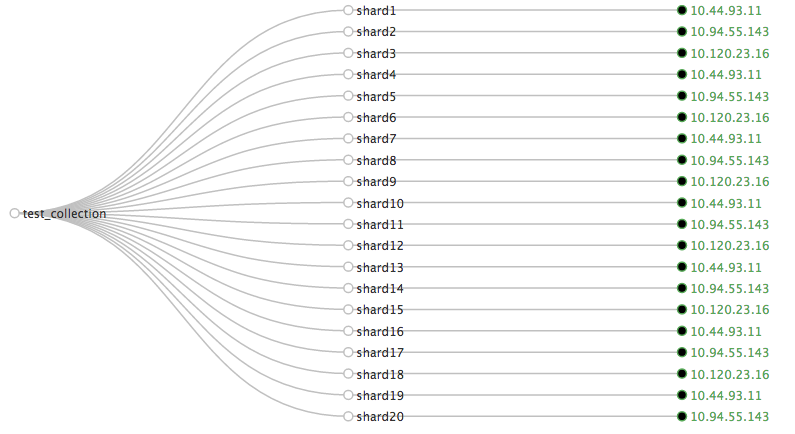 shard1 10.44.93.11
shard2 10.94.55.143
shard3 10.120.23.16
shard4 10.44.93.11
shard5 10.94.55.143
shard6 10.120.23.16
shard7 10.44.93.11
shard8 10.94.55.143
shard9 10.120.23.16
shard10 10.44.93.11
test_collection
shard11 10.94.55.143
shard12 10.120.23.16
shard13 10.44.93.11
shard14 10.94.55.143
shard15 10.120.23.16
shard16 10.44.93.11
shard17 10.94.55.143
shard18 10.120.23.16
shard19 10.44.93.11
shard20 10.94.55.143